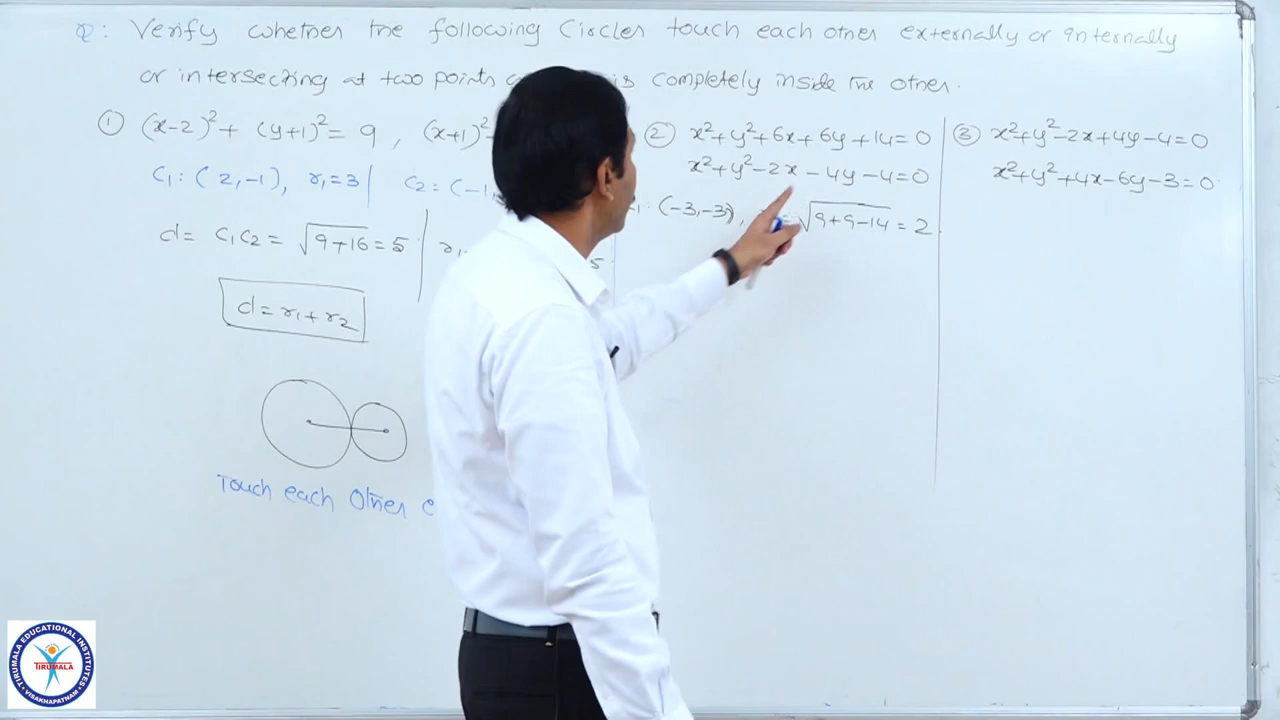 Q: Verify whether the following Circles touch each other externally or internally
or intersecting at two points is completely inside the other.
① (x-2)²+ (y+1)²= 9 , (x+1)²
C₁: (2,-1), r₁=3 C₂: (-1,
d= C₁C₂ = √9+16 = 5 r₁ 5
d= r₁+r₂
Touch each Other e
② x²+y²+6x+6y+14=0
x²+y²-2x-4y-4=0
: (-3,-3), √9+9-14 = 2
③ x²+y²-2x+4y-4=0
x²+y²+4x-6y-3=0.
TIRUMALA EDUCATIONAL INSTITUTES
TIRUMALA
VISAKHAPATNAM